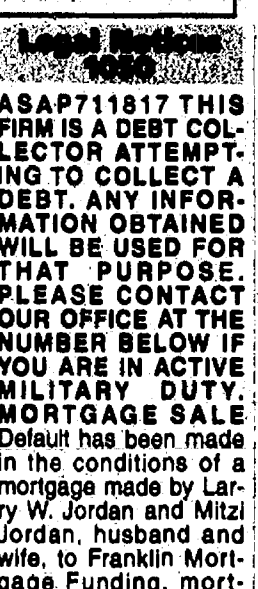 Legal Notices
1050
ASAP711817 THIS
FIRM IS A DEBT COL-
LECTOR ATTEMPT-
ING TO COLLECT A
DEBT. ANY INFOR-
MATION OBTAINED
WILL BE USED FOR
THAT PURPOSE.
PLEASE CONTACT
OUR OFFICE AT THE
NUMBER BELOW IF
YOU ARE IN ACTIVE
MILITARY DUTY.
MORTGAGE SALE
Default has been made
in the conditions of a
mortgage made by Lar-
ry W. Jordan and Mitzi
Jordan, husband and
wife, to Franklin Mort-
gage Funding, mort-